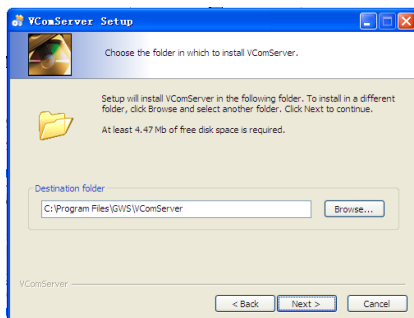 VComServer Setup
Choose the folder in which to install VComServer.
Setup will install VComServer in the following folder. To install in a different
folder, click Browse and select another folder. Click Next to continue.
At least 4.47 Mb of free disk space is required.
Destination folder
C:\Program Files\GWS\VComServer
Browse...
VComServer
< Back
Next >
Cancel